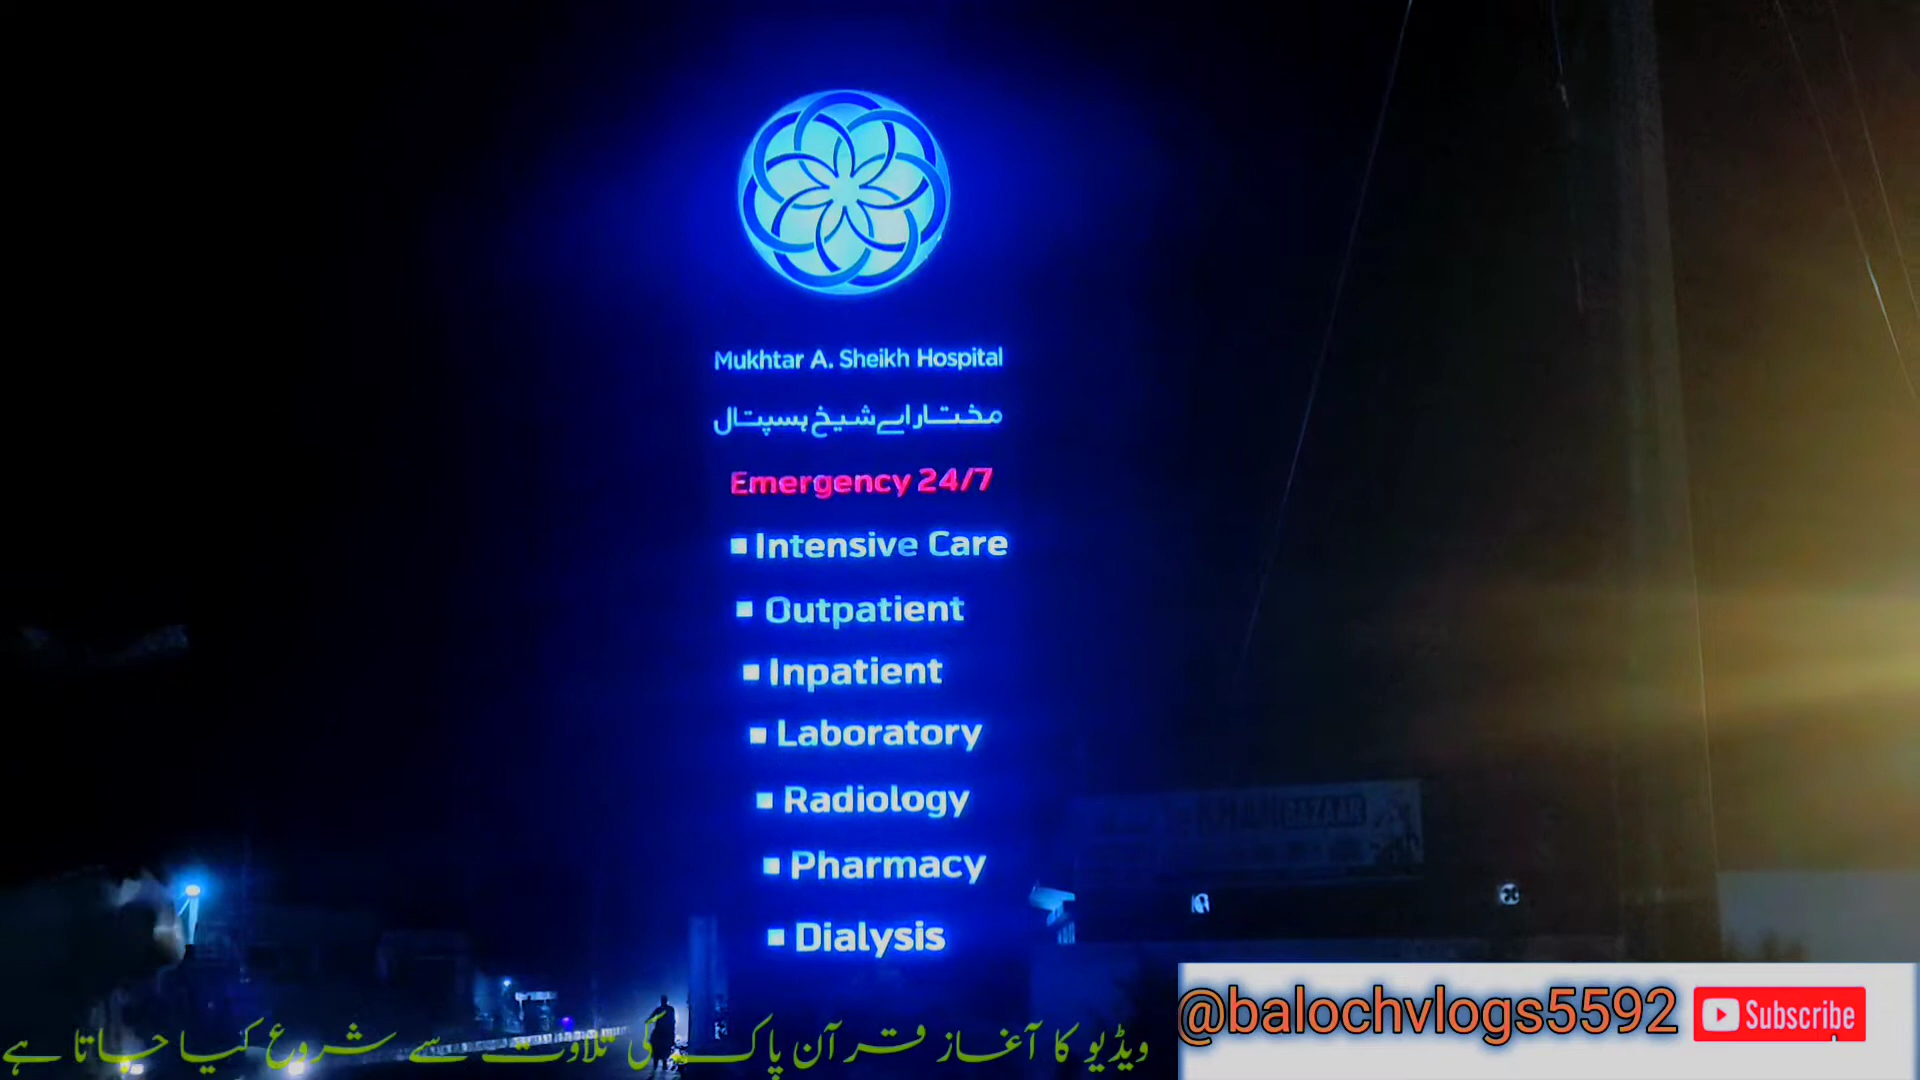 Mukhtar A. Sheikh Hospital
مختار اے شیخ ہسپتال
Emergency 24/7
Intensive Care
Outpatient
Inpatient
Laboratory
Radiology
Pharmacy
Dialysis
BAZAAR
@balochvlogs5592
Subscribe
ویڈیو کا آغاز قرآن پاک کی تلاوت سے شروع کیا جاتا ہے